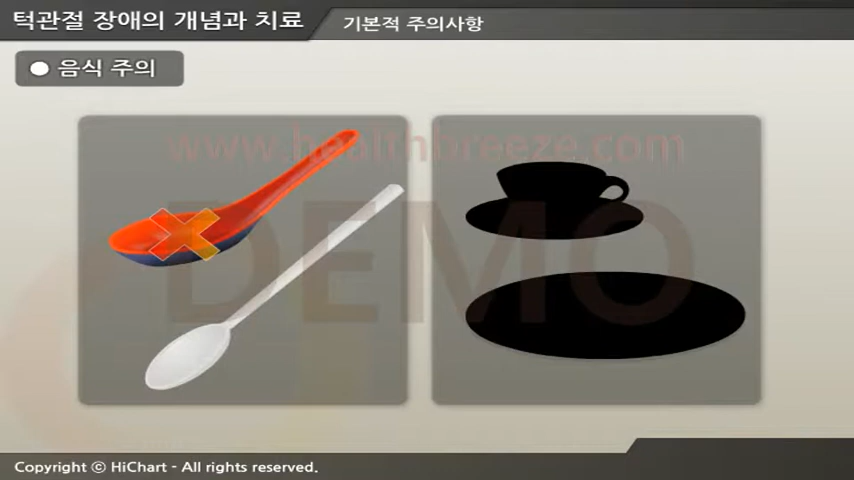 턱관절 장애의 개념과 치료
기본적 주의사항
음식 주의
www.healthbreeze.com
DEMO
Copyright ⓒ HiChart - All rights reserved.